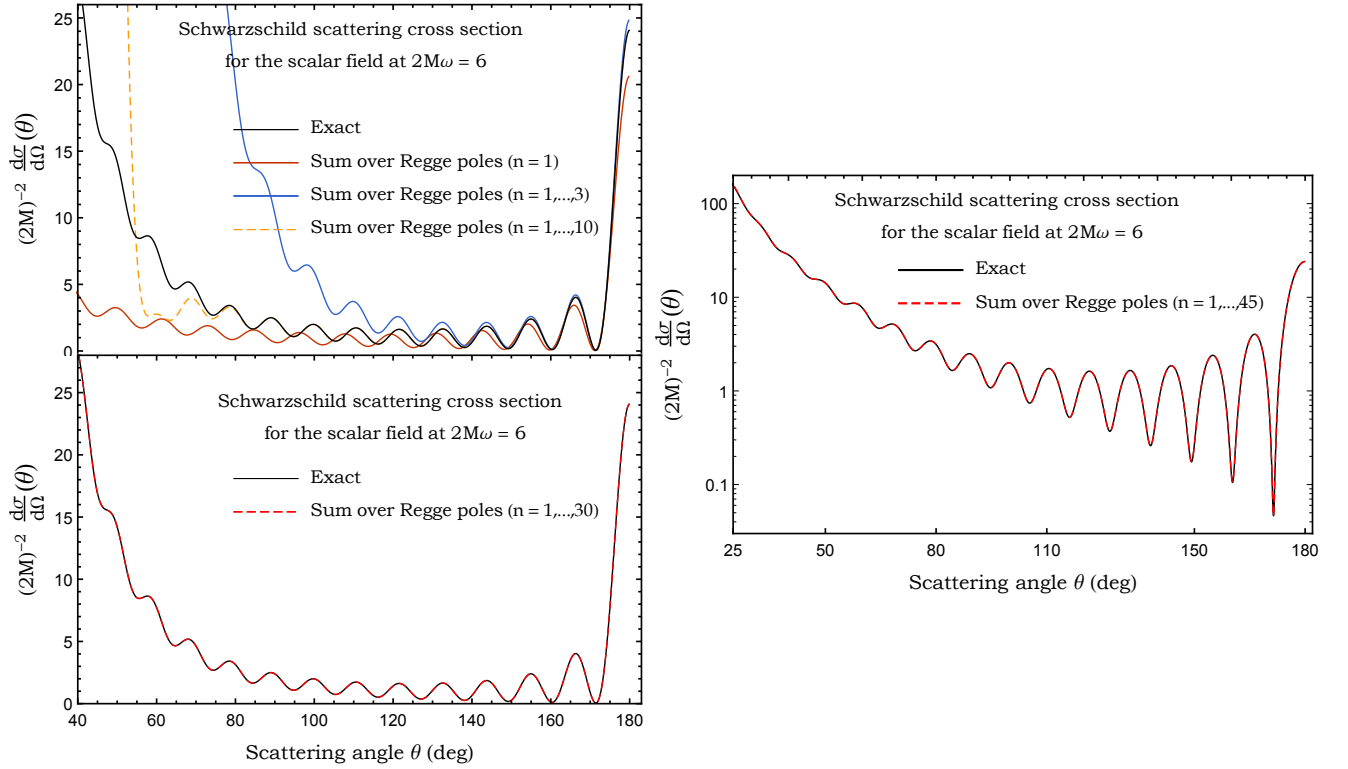 Schwarzschild scattering cross section
for the scalar field at 2Mω = 6
Exact
Sum over Regge poles (n = 1)
Sum over Regge poles (n = 1,...,3)
Sum over Regge poles (n = 1,...,10)
(2M)⁻² dσ/dΩ(θ)
25
20
15
10
5
0
Schwarzschild scattering cross section
for the scalar field at 2Mω = 6
Exact
Sum over Regge poles (n = 1,...,30)
(2M)⁻² dσ/dΩ(θ)
25
20
15
10
5
0
40 60 80 100 120 140 160 180
Scattering angle θ (deg)
Schwarzschild scattering cross section
for the scalar field at 2Mω = 6
Exact
Sum over Regge poles (n = 1,...,45)
(2M)⁻² dσ/dΩ(θ)
100
10
1
0.1
25 50 80 110 150 180
Scattering angle θ (deg)